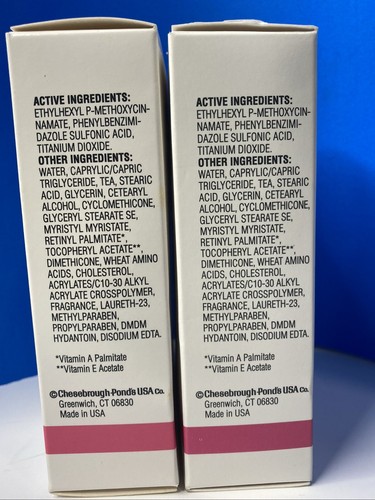 ACTIVE INGREDIENTS:
ETHYLHEXYL P-METHOXYCIN-
NAMATE, PHENYLBENZIMI-
DAZOLE SULFONIC ACID,
TITANIUM DIOXIDE.
OTHER INGREDIENTS:
WATER, CAPRYLIC/CAPRIC
TRIGLYCERIDE, TEA, STEARIC
ACID, GLYCERIN, CETEARYL
ALCOHOL, CYCLOMETHICONE,
GLYCERYL STEARATE SE,
MYRISTYL MYRISTATE,
RETINYL PALMITATE*,
TOCOPHERYL ACETATE**,
DIMETHICONE, WHEAT AMINO
ACIDS, CHOLESTEROL,
ACRYLATES/C10-30 ALKYL
ACRYLATE CROSSPOLYMER,
FRAGRANCE, LAURETH-23,
METHYLPARABEN,
PROPYLPARABEN, DMDM
HYDANTOIN, DISODIUM EDTA.
*Vitamin A Palmitate
**Vitamin E Acetate
©Chesebrough-Pond's USA Co.
Greenwich, CT 06830
Made in USA
ACTIVE INGREDIENTS:
ETHYLHEXYL P-METHOXYCIN-
NAMATE, PHENYLBENZIMI-
DAZOLE SULFONIC ACID,
TITANIUM DIOXIDE.
OTHER INGREDIENTS:
WATER, CAPRYLIC/CAPRIC
TRIGLYCERIDE, TEA, STEARIC
ACID, GLYCERIN, CETEARYL
ALCOHOL, CYCLOMETHICONE,
GLYCERYL STEARATE SE,
MYRISTYL MYRISTATE,
RETINYL PALMITATE*,
TOCOPHERYL ACETATE**,
DIMETHICONE, WHEAT AMINO
ACIDS, CHOLESTEROL,
ACRYLATES/C10-30 ALKYL
ACRYLATE CROSSPOLYMER,
FRAGRANCE, LAURETH-23,
METHYLPARABEN,
PROPYLPARABEN, DMDM
HYDANTOIN, DISODIUM EDTA.
*Vitamin A Palmitate
**Vitamin E Acetate
©Chesebrough-Pond's USA Co.
Greenwich, CT 06830
Made in USA